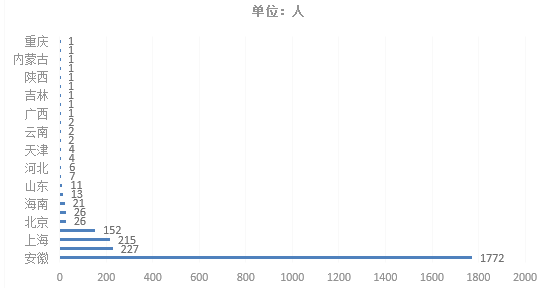 单位：人
重庆 1
1
内蒙古 1
1
陕西 1
1
吉林 1
1
广西 1
2
云南 2
2
天津 4
4
河北 6
7
山东 11
13
海南 21
26
北京 26
152
上海 215
227
安徽 1772
0 200 400 600 800 1000 1200 1400 1600 1800 2000